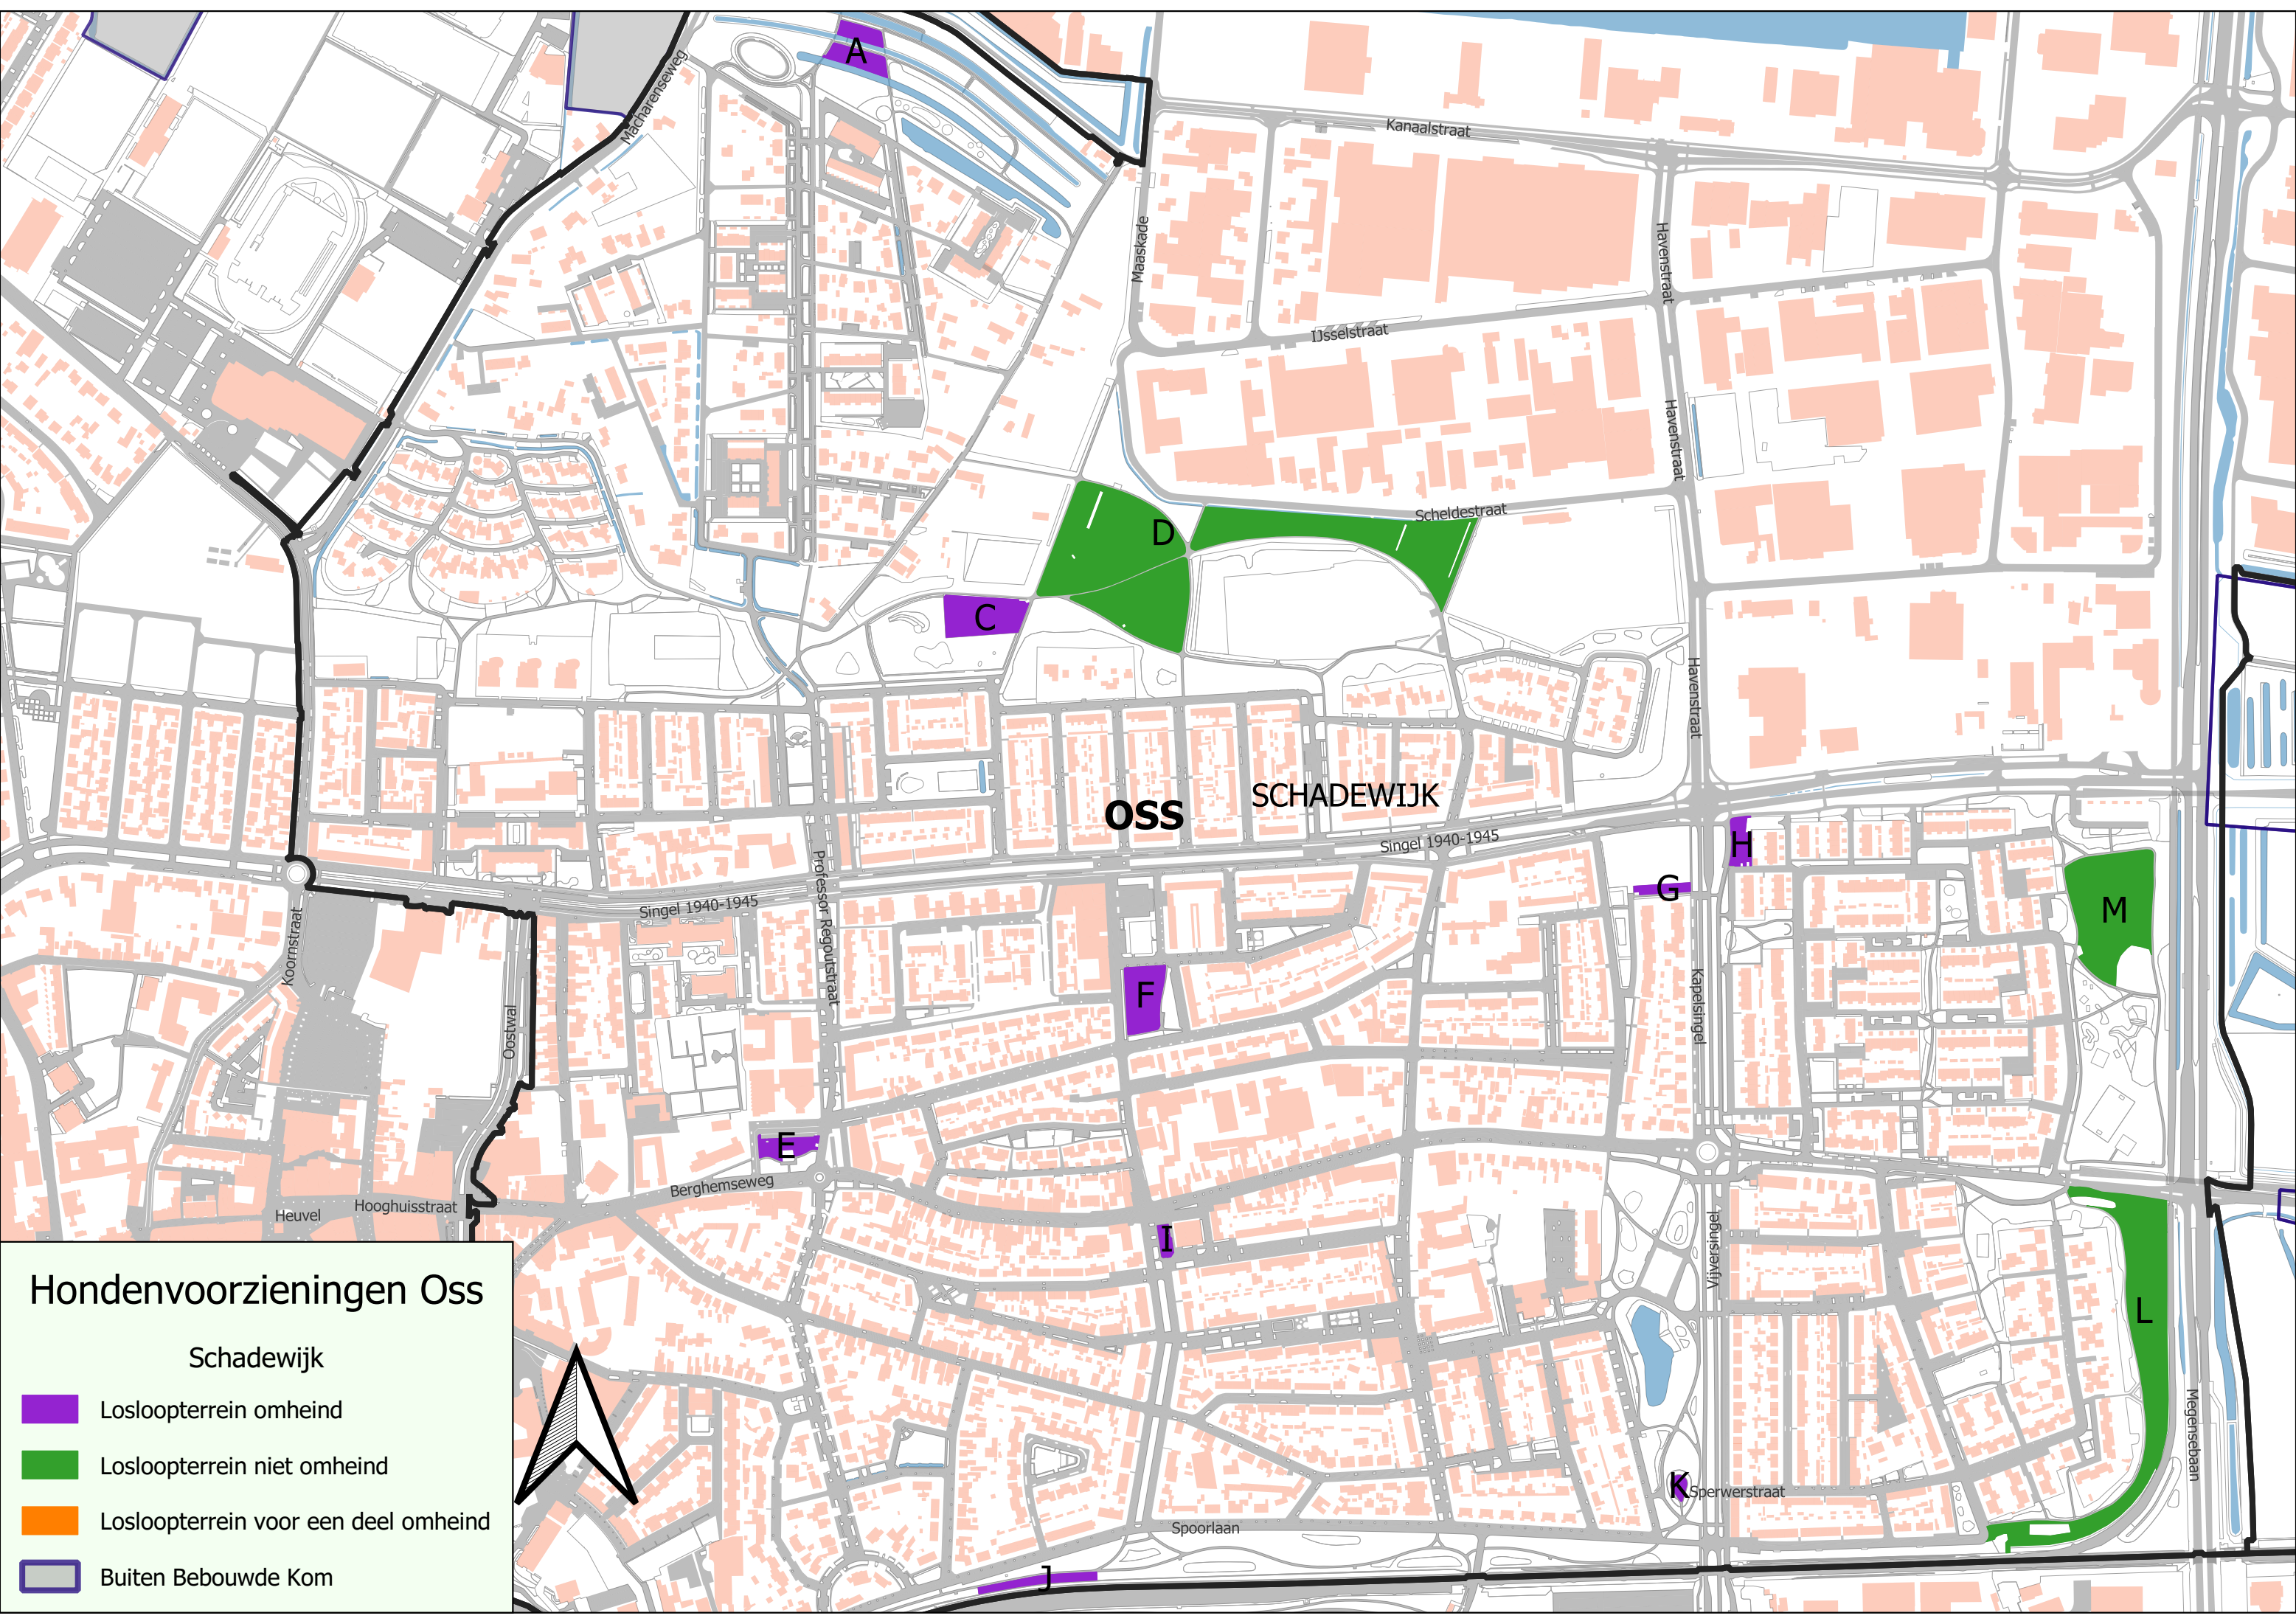 A
Macharenseweg
Kanaalstraat
Maaskade
Havenstraat
IJsselstraat
Havenstraat
Scheldestraat
D
C
Havenstraat
SCHADEWIJK
OSS
Singel 1940-1945
H
G
Professor Regoutstraat
Singel 1940-1945
M
Koornstraat
F
Kapelsingel
Oostwal
E
Berghemseweg
Hooghuisstraat
Heuvel
I
Vijversingel
L
Megensebaan
K
Sperwerstraat
Spoorlaan
J
Hondenvoorzieningen Oss
Schadewijk
Losloopterrein omheind
Losloopterrein niet omheind
Losloopterrein voor een deel omheind
Buiten Bebouwde Kom